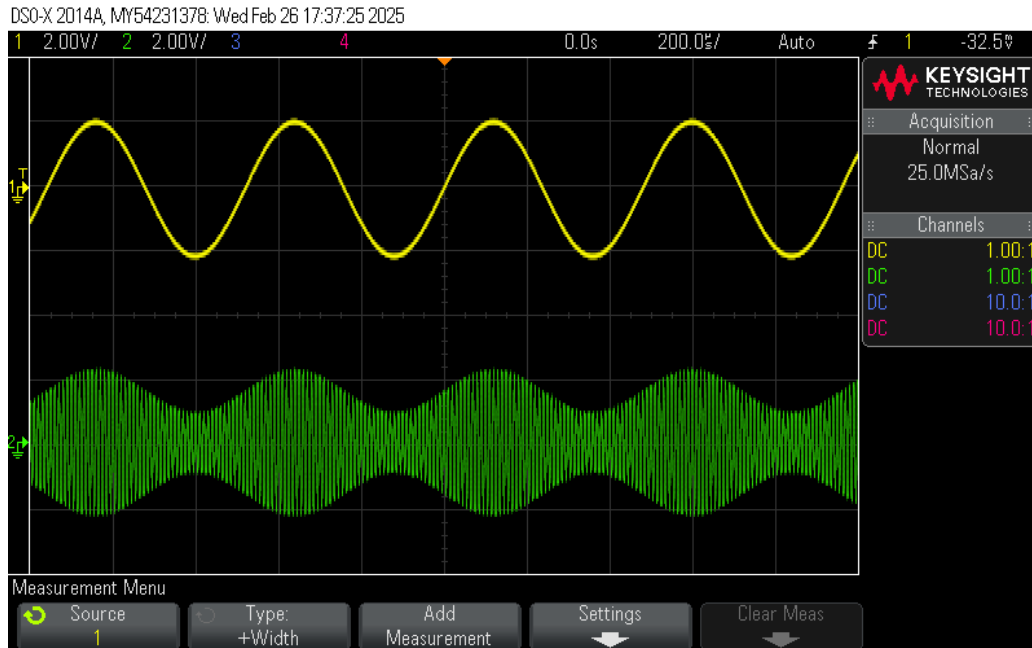 DSO-X 2014A, MY54231378: Wed Feb 26 17:37:25 2025
1 2.00V/ 2 2.00V/ 3 4 0.0s 200.0µs/ Auto 1 -32.5mV
KEYSIGHT
TECHNOLOGIES
Acquisition
Normal
25.0MSa/s
Channels
DC 1.00:1
DC 1.00:1
DC 10.0:1
DC 10.0:1
T
1
2
Measurement Menu
Source
1
Type:
+Width
Add
Measurement
Settings
Clear Meas